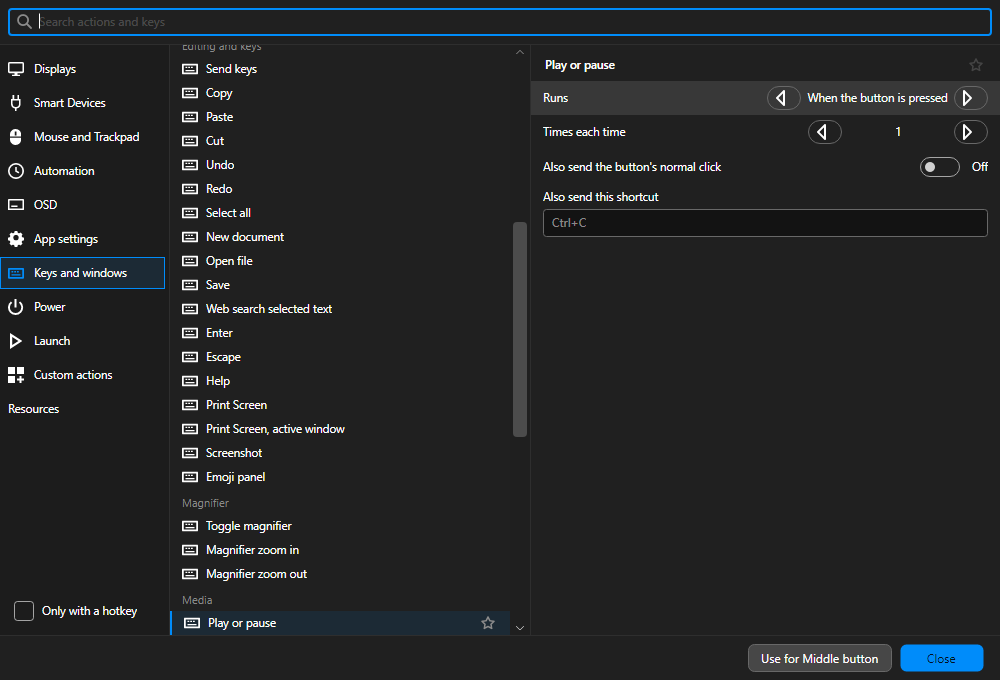 Search actions and keys
Displays
Smart Devices
Mouse and Trackpad
Automation
OSD
App settings
Keys and windows
Power
Launch
Custom actions
Resources
Only with a hotkey
Editing and keys
Send keys
Copy
Paste
Cut
Undo
Redo
Select all
New document
Open file
Save
Web search selected text
Enter
Escape
Help
Print Screen
Print Screen, active window
Screenshot
Emoji panel
Magnifier
Toggle magnifier
Magnifier zoom in
Magnifier zoom out
Media
Play or pause
Play or pause
Runs When the button is pressed
Times each time 1
Also send the button's normal click Off
Also send this shortcut
Ctrl+C
Use for Middle button Close